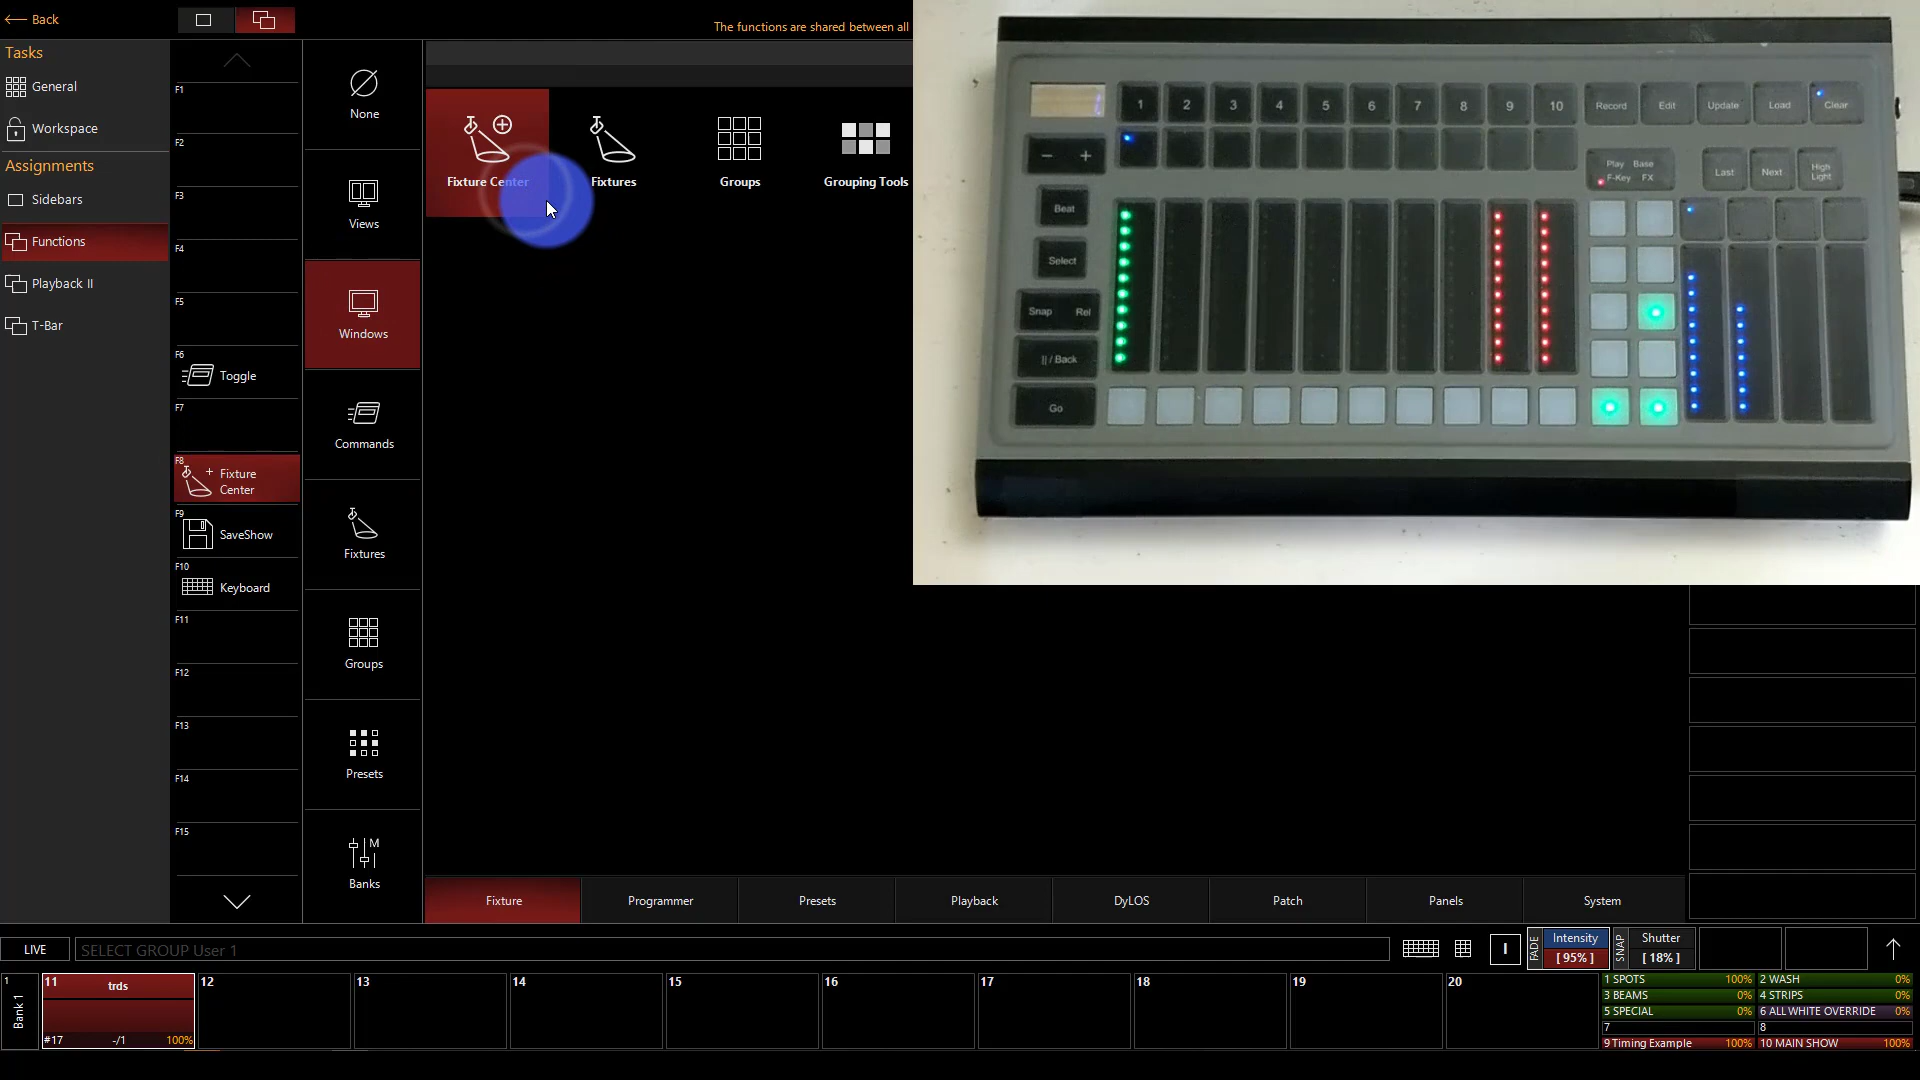 Back
The functions are shared between all
Tasks
General
Workspace
Assignments
Sidebars
Functions
Playback II
T-Bar
F1
F2
F3
F4
F5
F6
Toggle
F7
F8
Fixture
Center
F9
SaveShow
F10
Keyboard
F11
F12
F13
F14
F15
None
Views
Windows
Commands
Fixtures
Groups
Presets
Banks
Fixture Center
Fixtures
Groups
Grouping Tools
1 2 3 4 5 6 7 8 9 10
Record Edit Update Load Clear
- +
Play Base
F-Key FX
Last Next High
Light
Beat
Select
Snap Rel
|| / Back
Go
Fixture Programmer Presets Playback DyLOS Patch Panels System
LIVE
SELECT GROUP User 1
I
FADE
Intensity
[ 95% ]
SNAP
Shutter
[ 18% ]
1
Bank 1
11
trds
#17 -/1 100%
12 13 14 15 16 17 18 19 20
1 SPOTS 100% 2 WASH 0%
3 BEAMS 0% 4 STRIPS 0%
5 SPECIAL 0% 6 ALL WHITE OVERRIDE 0%
7 8
9 Timing Example 100% 10 MAIN SHOW 100%